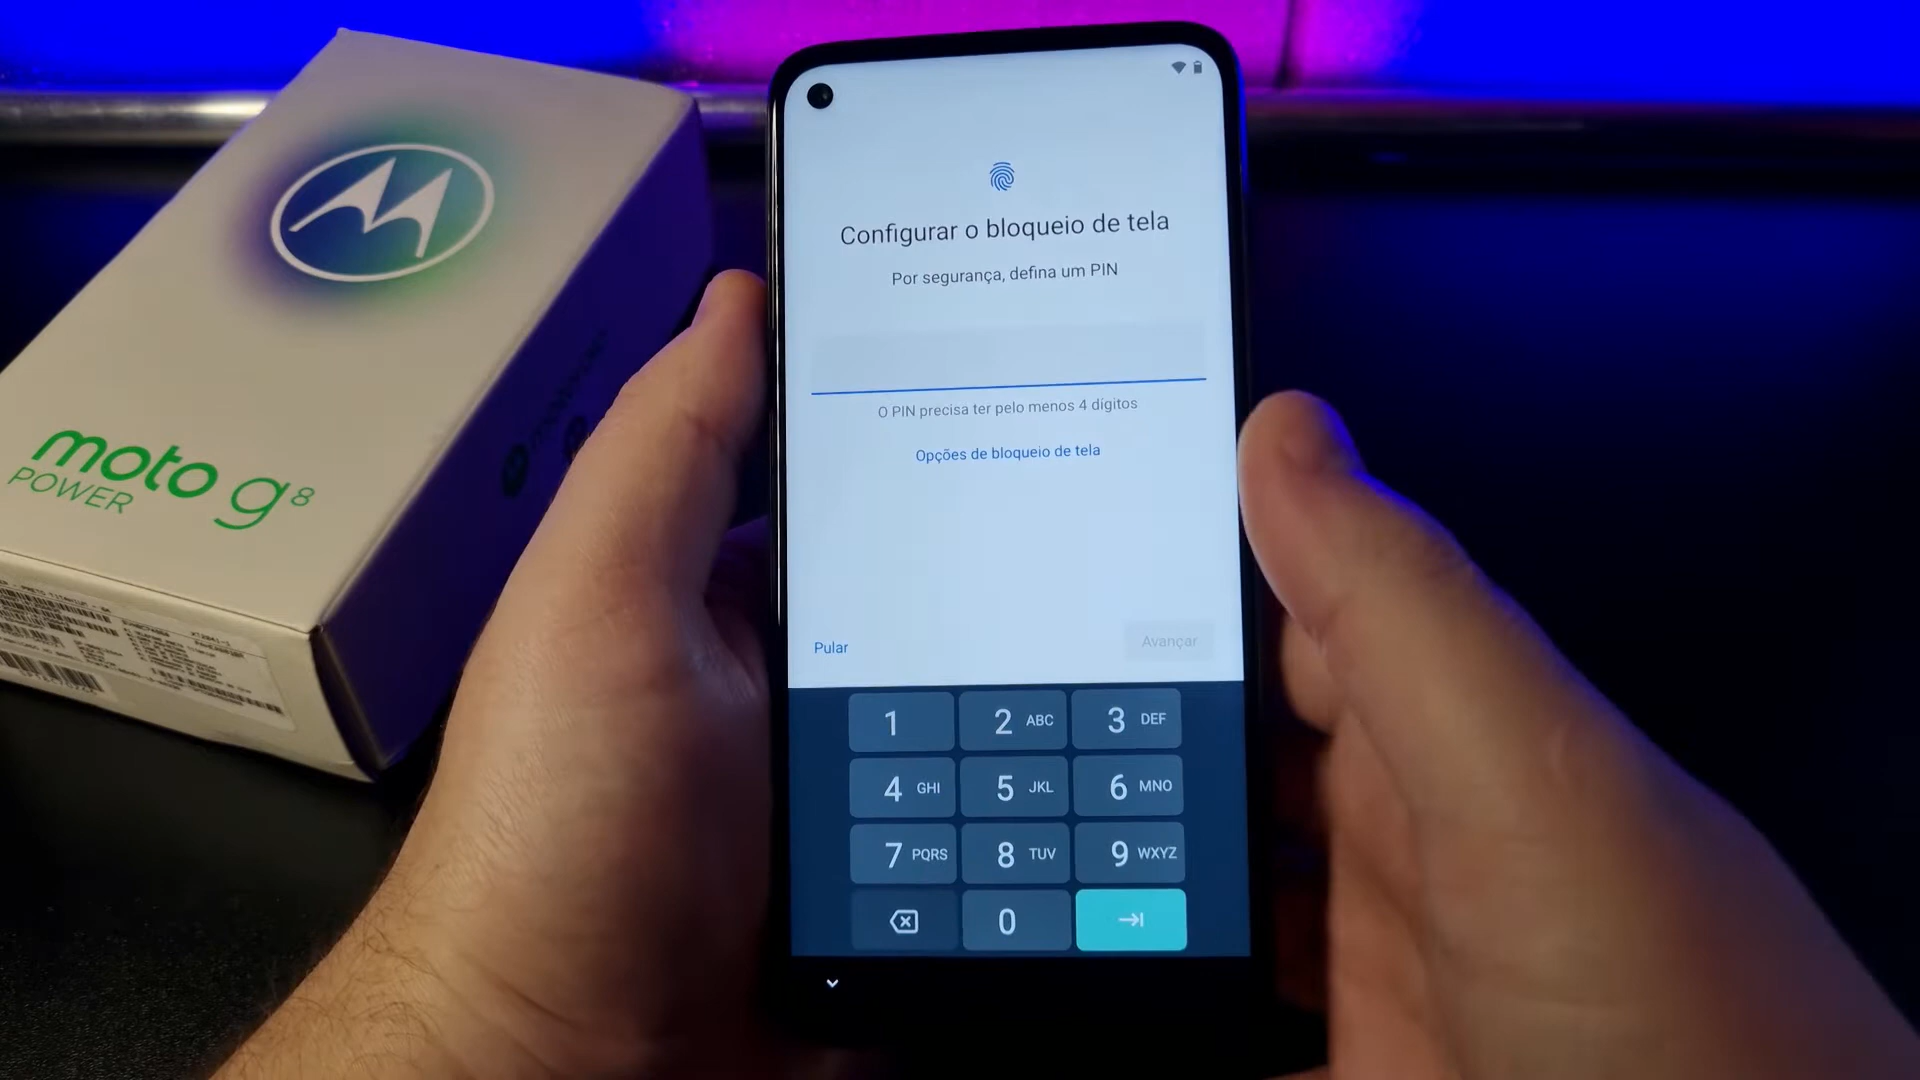 moto g8
POWER
Configurar o bloqueio de tela
Por segurança, defina um PIN
O PIN precisa ter pelo menos 4 dígitos
Opções de bloqueio de tela
Pular
Avançar
1
2 ABC
3 DEF
4 GHI
5 JKL
6 MNO
7 PQRS
8 TUV
9 WXYZ
0